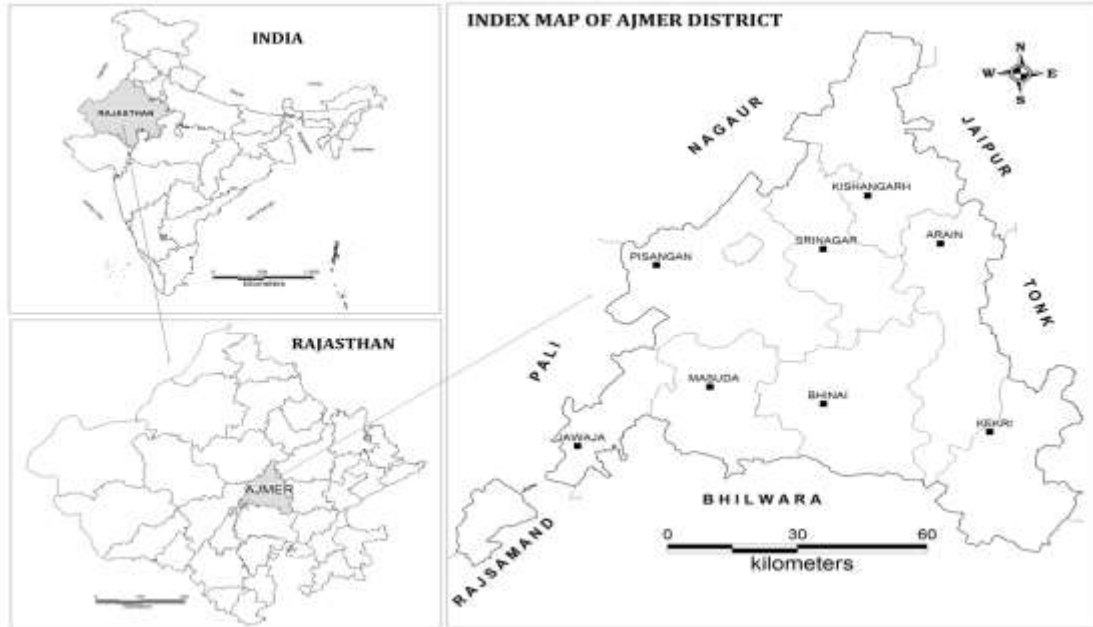 INDIA
RAJASTHAN
kilometers
RAJASTHAN
AJMER
INDEX MAP OF AJMER DISTRICT
N
W E
S
NAGAUR
JAIPUR
KISHANGARH
SRINAGAR
ARAIN
PISANGAN
TONK
PALI
MASUDA
BHINAI
KEKRI
JAWAJA
BHILWARA
RAJSAMAND
0 30 60
kilometers